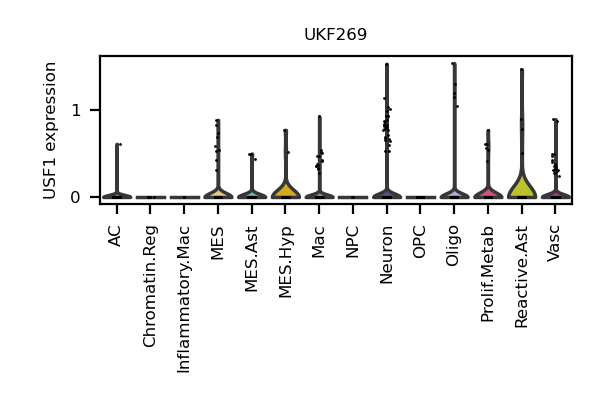 UKF269
USF1 expression
1
0
AC
Chromatin.Reg
Inflammatory.Mac
MES
MES.Ast
MES.Hyp
Mac
NPC
Neuron
OPC
Oligo
Prolif.Metab
Reactive.Ast
Vasc